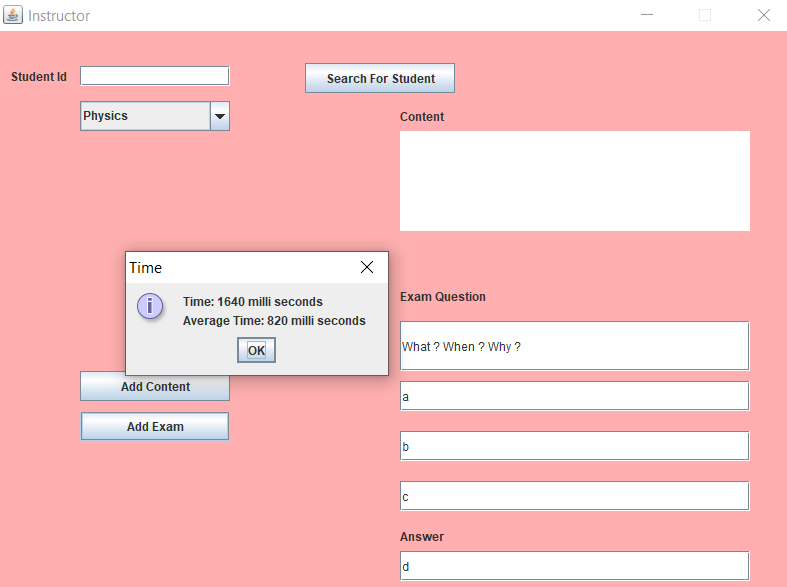 Instructor
Student Id
Search For Student
Physics
Content
Time
Time: 1640 milli seconds
Average Time: 820 milli seconds
OK
Exam Question
What ? When ? Why ?
Add Content
a
Add Exam
b
c
Answer
d